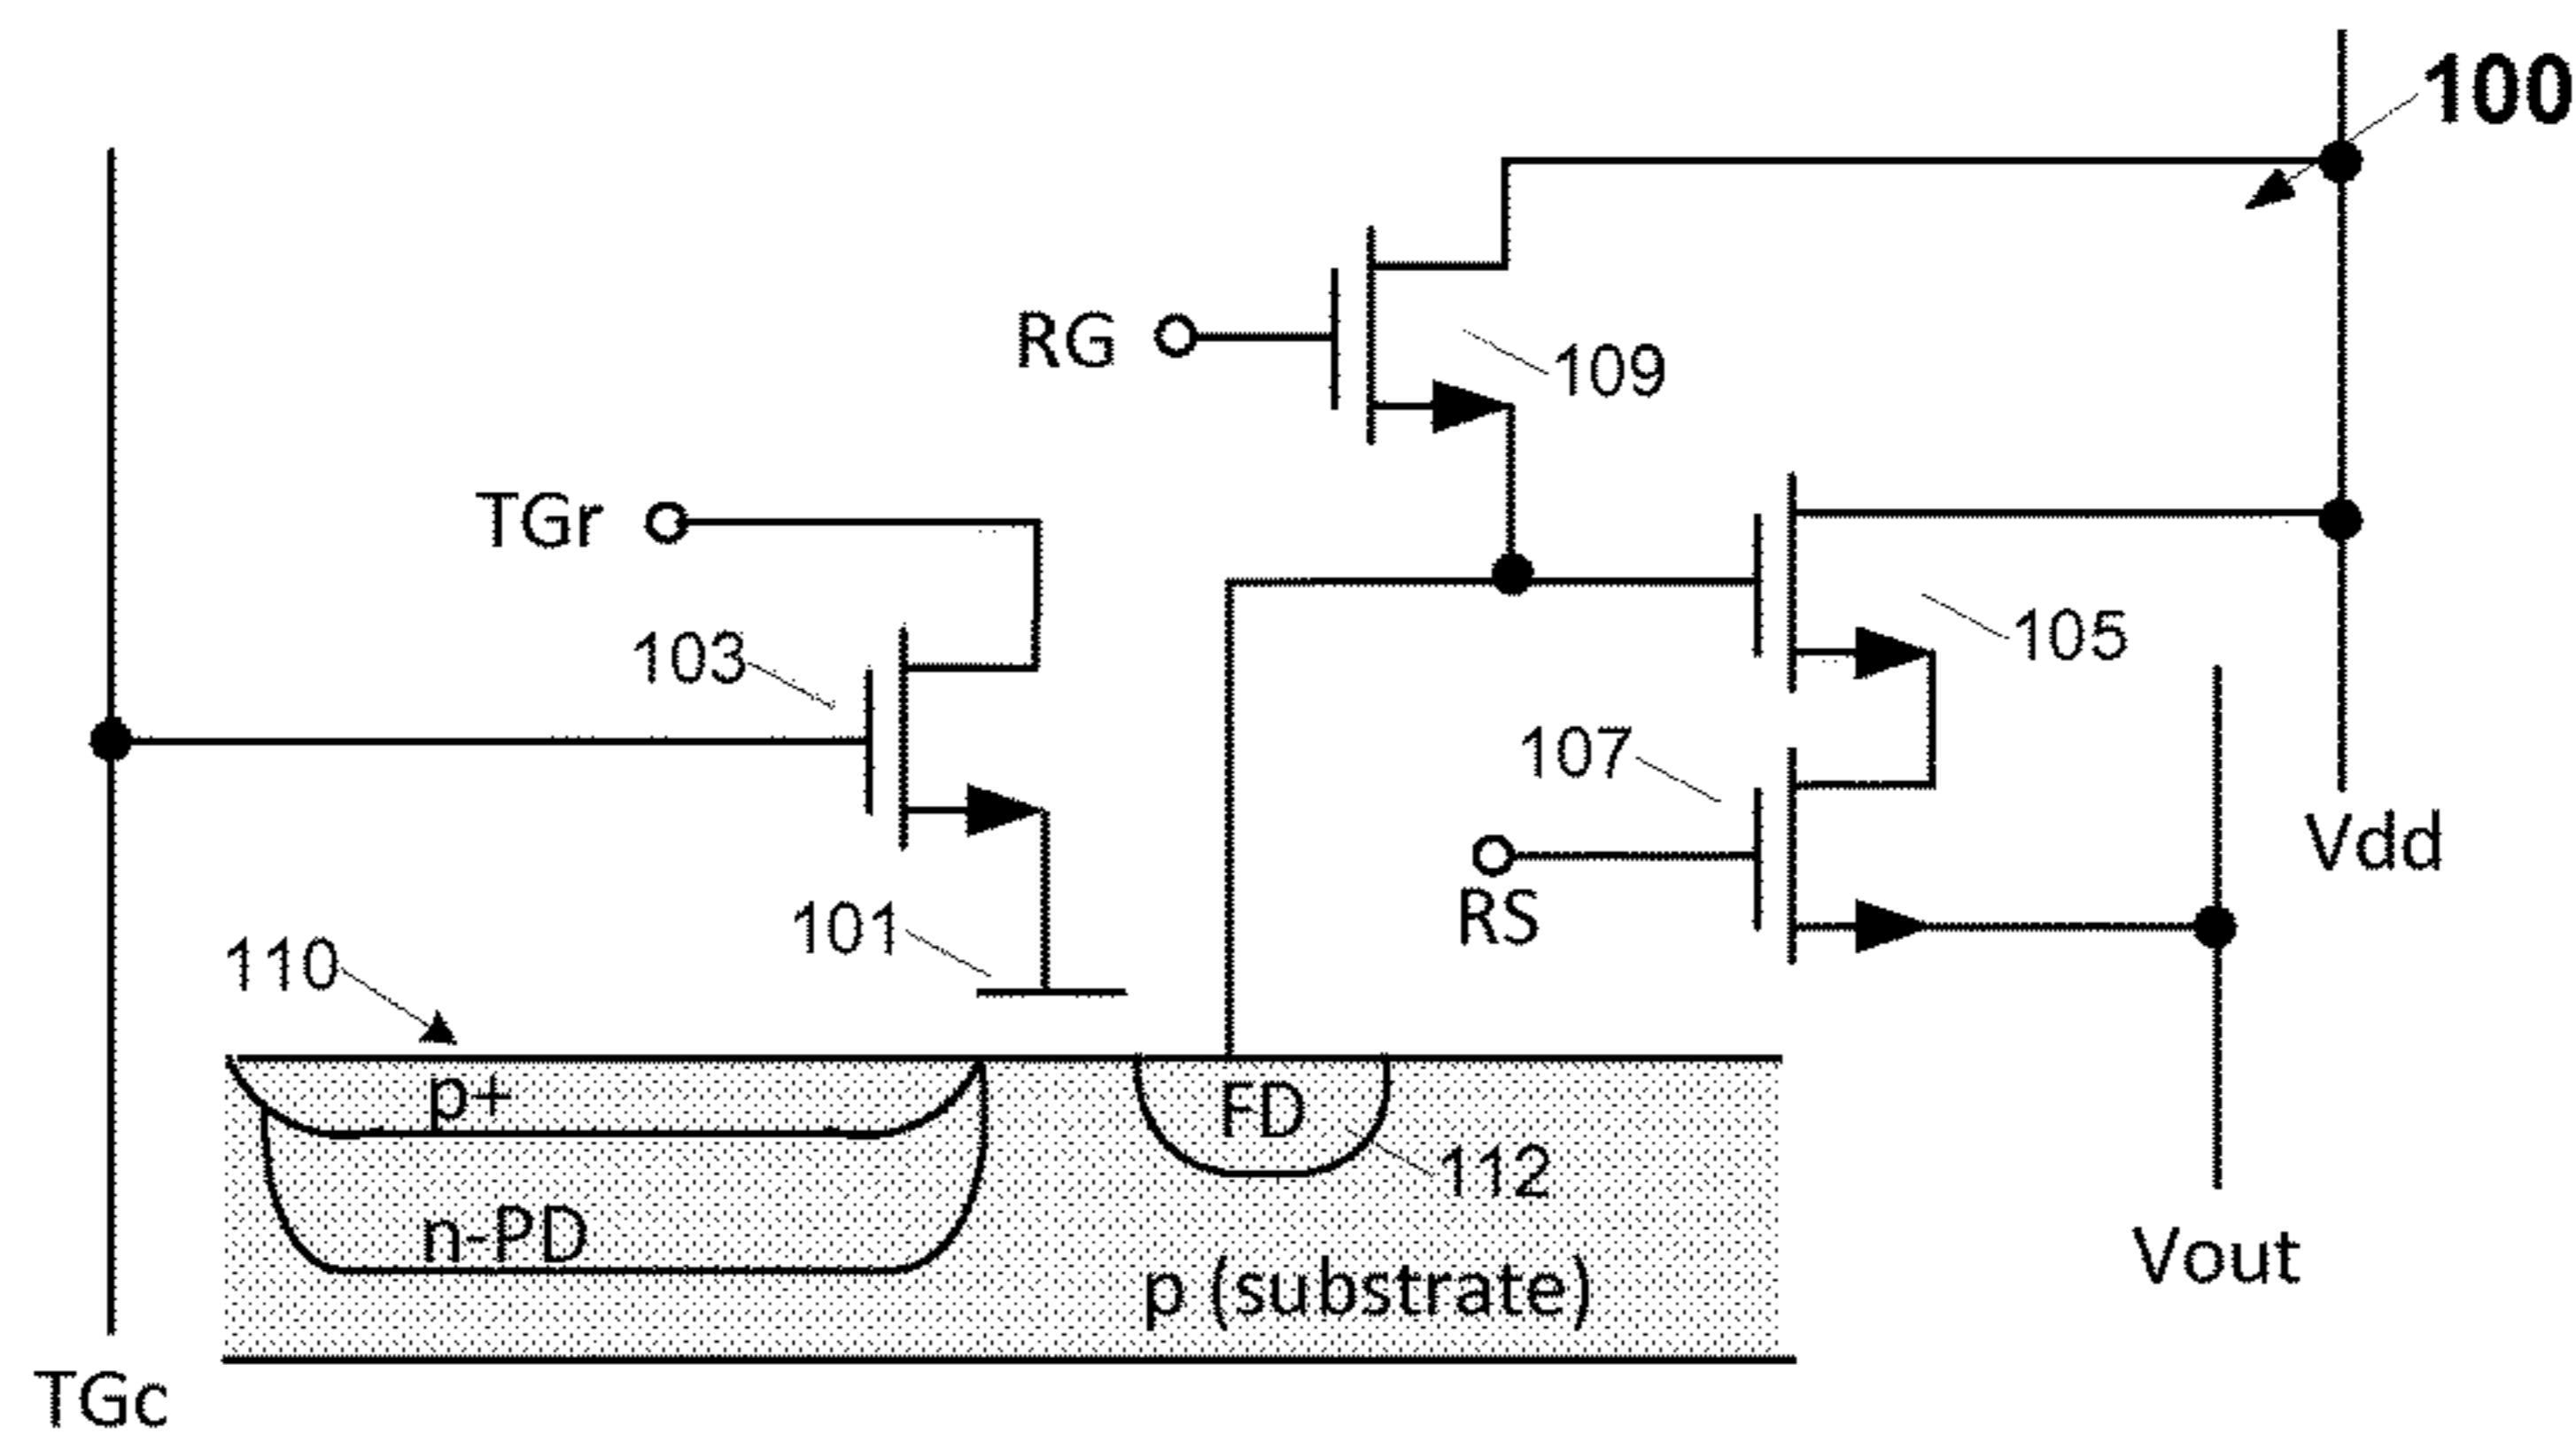 100
RG
109
TGr
103
105
107
Vdd
101
RS
110
p+
FD
112
n-PD
Vout
p (substrate)
TGc